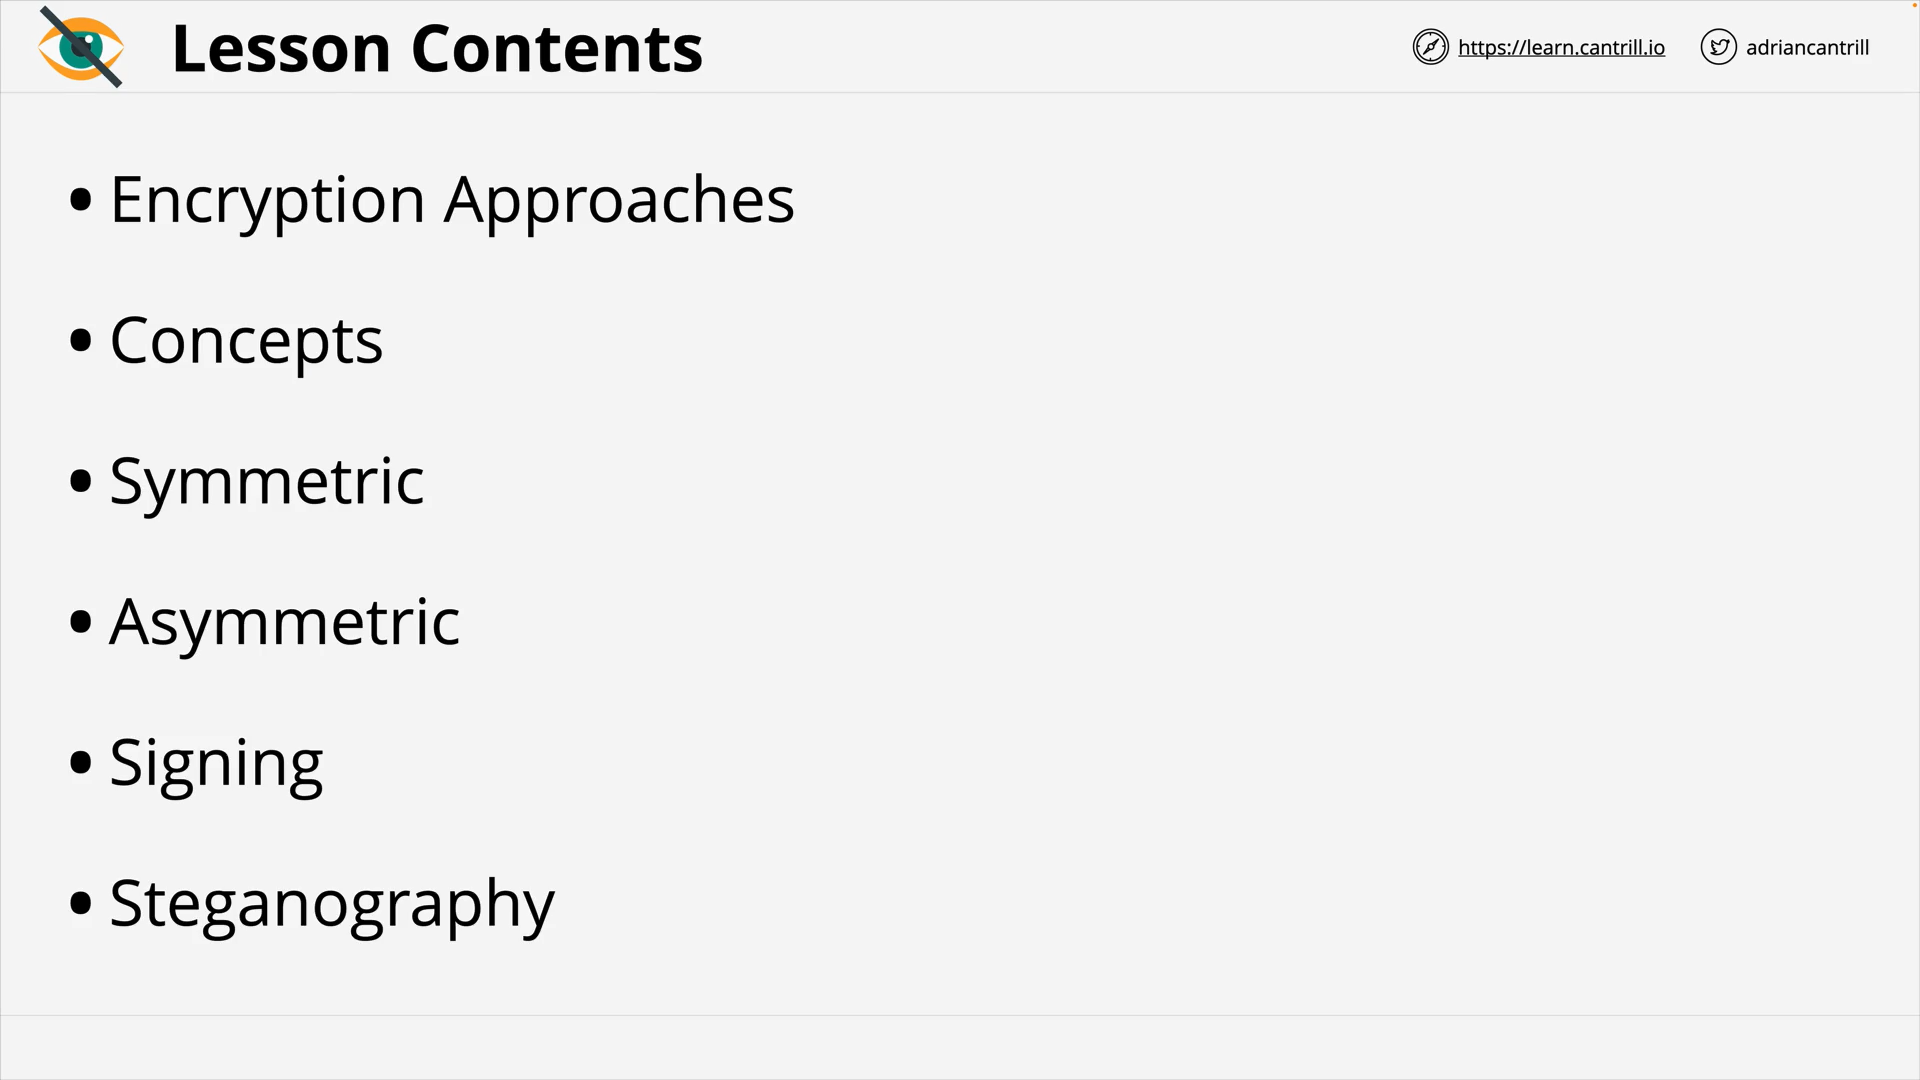 Lesson Contents
https://learn.cantrill.io
adriancantrill
• Encryption Approaches
• Concepts
• Symmetric
• Asymmetric
• Signing
• Steganography